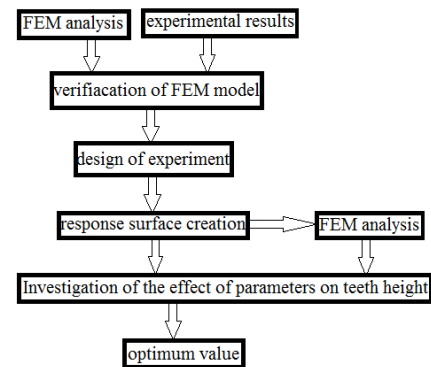 FEM analysis
experimental results
verifiacation of FEM model
design of experiment
response surface creation
FEM analysis
Investigation of the effect of parameters on teeth height
optimum value